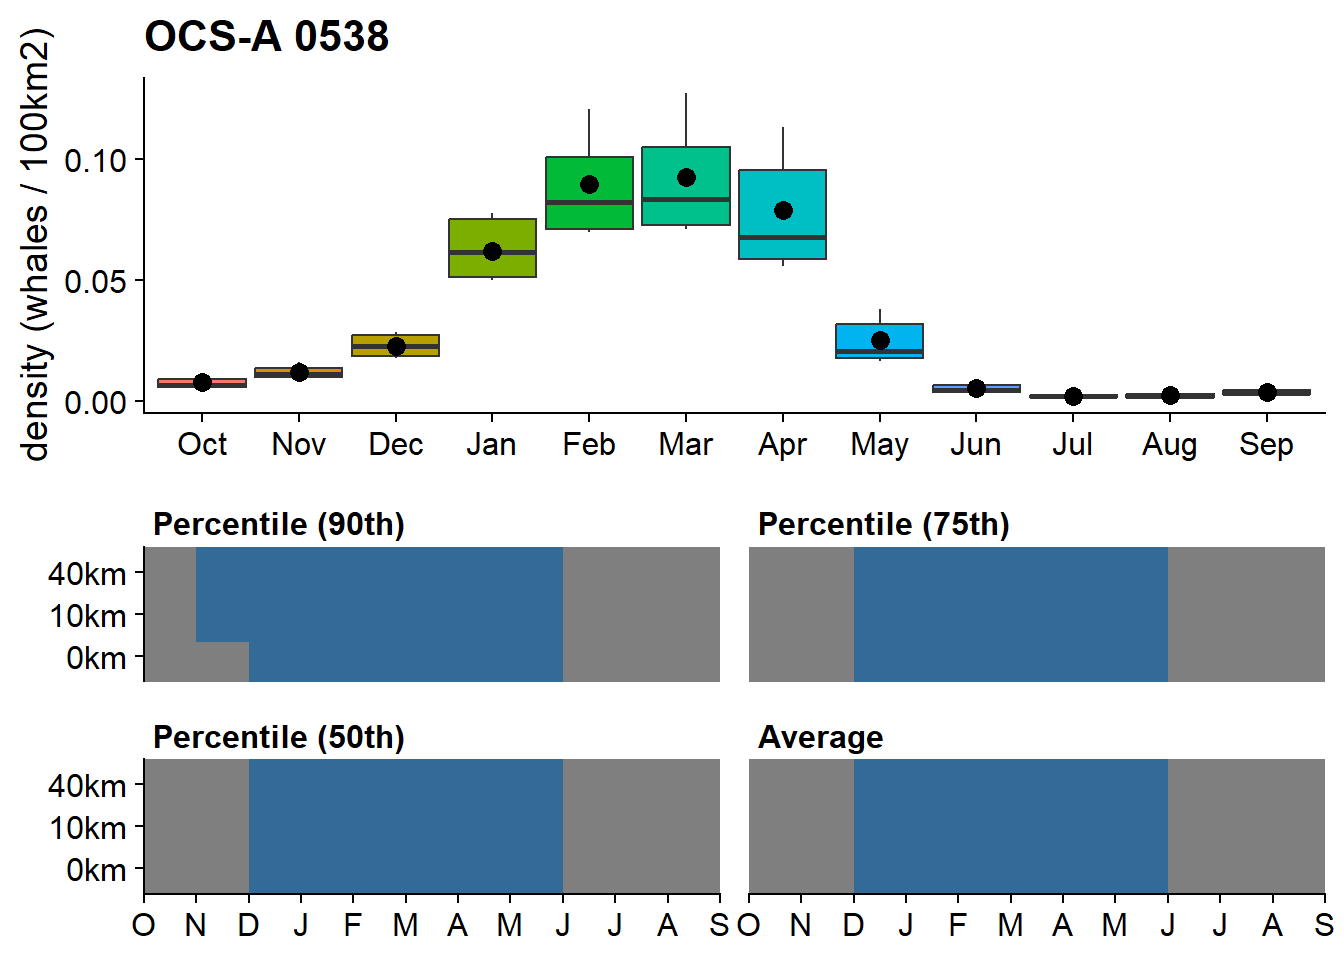 OCS-A 0538
density (whales / 100km2)
0.10
0.05
0.00
Oct Nov Dec Jan Feb Mar Apr May Jun Jul Aug Sep
Percentile (90th) Percentile (75th)
40km
10km
0km
Percentile (50th) Average
40km
10km
0km
O N D J F M A M J J A S O N D J F M A M J J A S